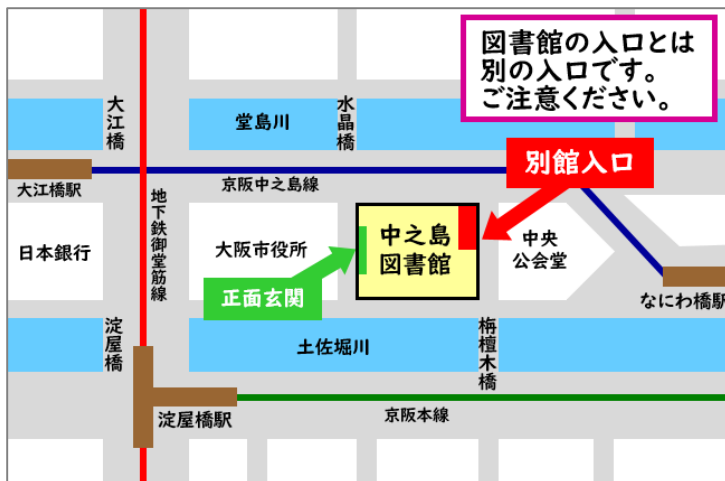 図書館の入口とは
別の入口です。
ご注意ください。
大江橋
堂島川
水晶橋
別館入口
大江橋駅
京阪中之島線
地下鉄御堂筋線
日本銀行
大阪市役所
中之島
図書館
中央
公会堂
正面玄関
なにわ橋駅
淀屋橋
土佐堀川
栴檀木橋
淀屋橋駅
京阪本線